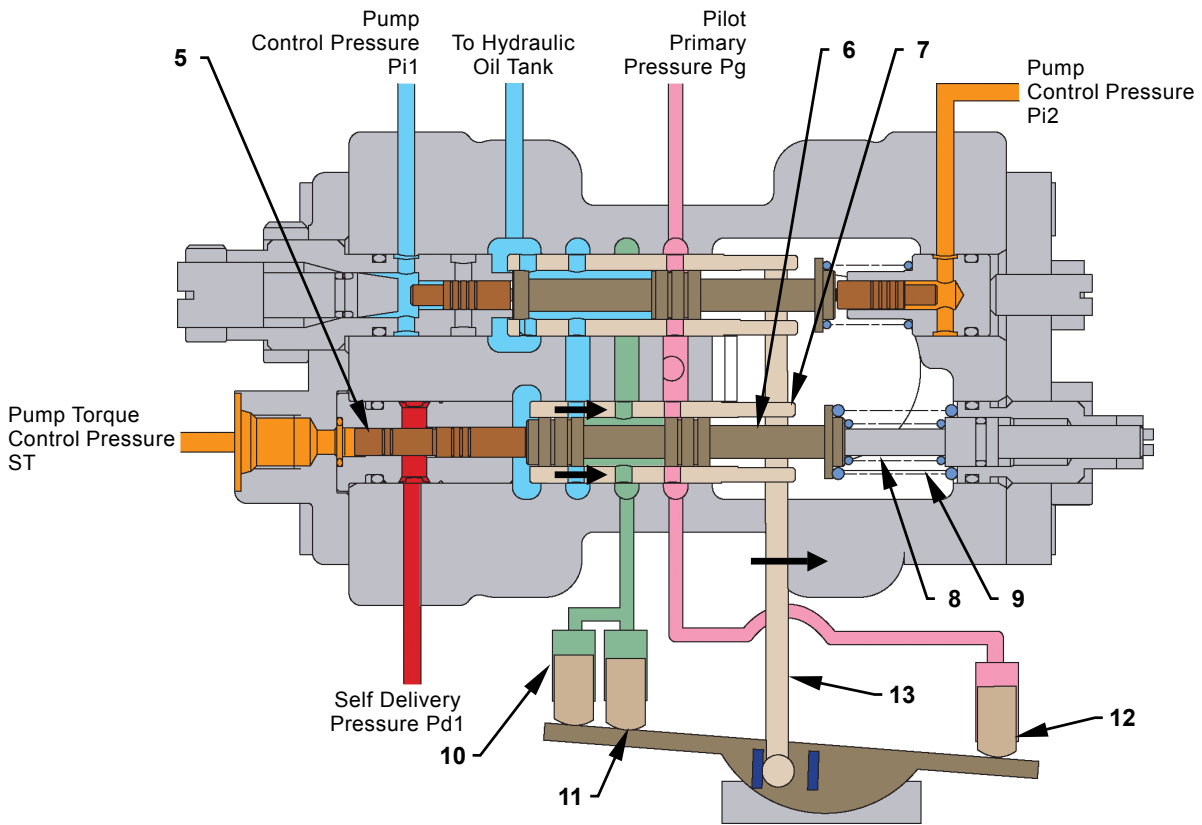 Pump
Control Pressure
Pi1
To Hydraulic
Oil Tank
Pilot
Primary
Pressure Pg
5
6
7
Pump
Control Pressure
Pi2
Pump Torque
Control Pressure
ST
8
9
Self Delivery
Pressure Pd1
10
11
13
12